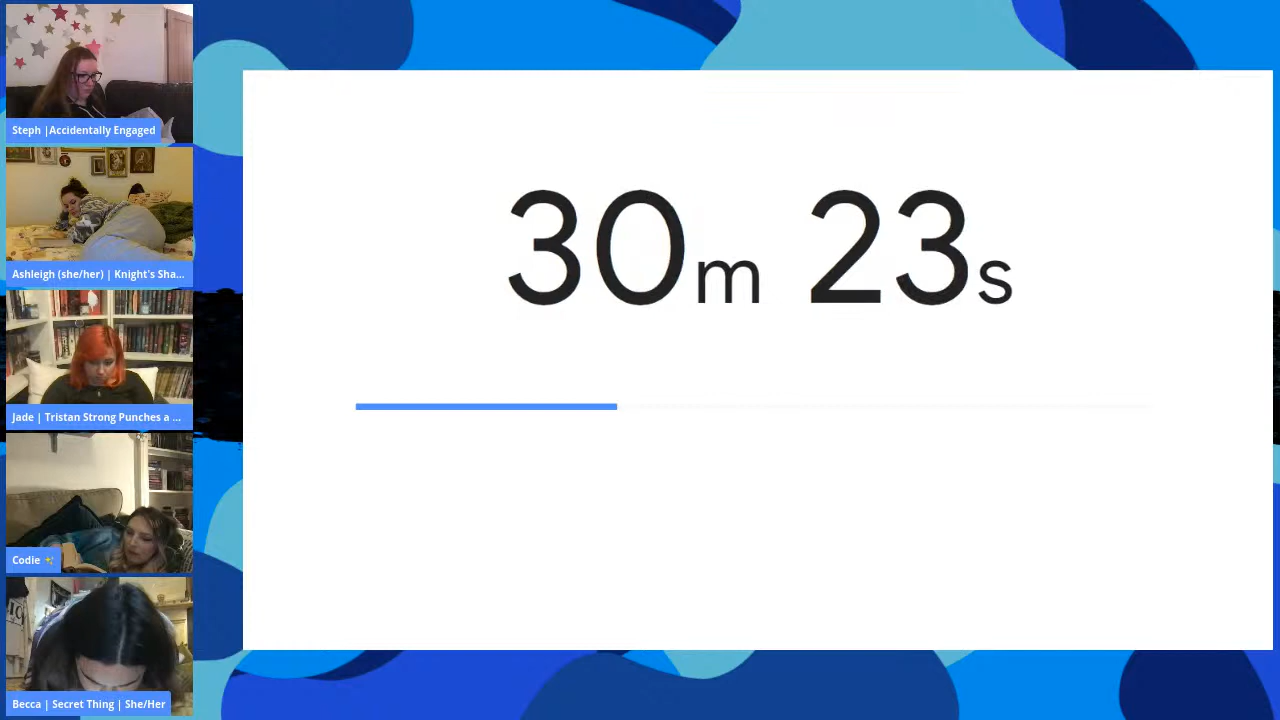 Steph |Accidentally Engaged
30m 23s
Ashleigh (she/her) | Knight's Sha...
Jade | Tristan Strong Punches a ...
Codie ✨
Becca | Secret Thing | She/Her